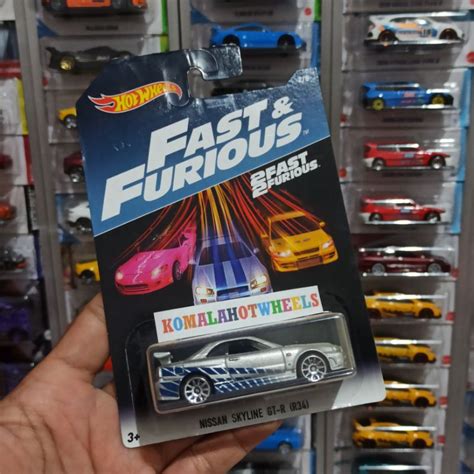 Hot Wheels
FAST &
FURIOUS
2 FAST
2 FURIOUS
KOMALAHOTWHEELS
NISSAN SKYLINE GT-R (R34)
3+